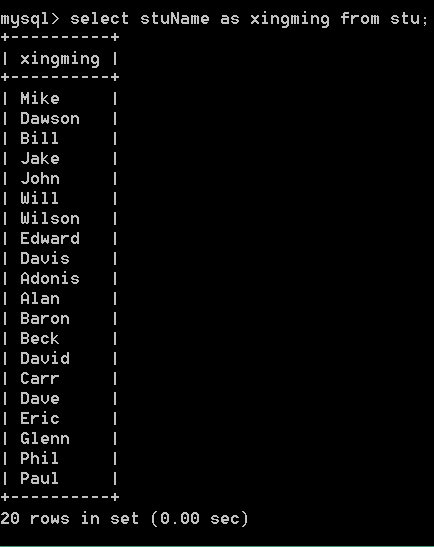 mysql> select stuName as xingming from stu;
+----------+
| xingming |
+----------+
| Mike     |
| Dawson   |
| Bill     |
| Jake     |
| John     |
| Will     |
| Wilson   |
| Edward   |
| Davis    |
| Adonis   |
| Alan     |
| Baron    |
| Beck     |
| David    |
| Carr     |
| Dave     |
| Eric     |
| Glenn    |
| Phil     |
| Paul     |
+----------+
20 rows in set (0.00 sec)